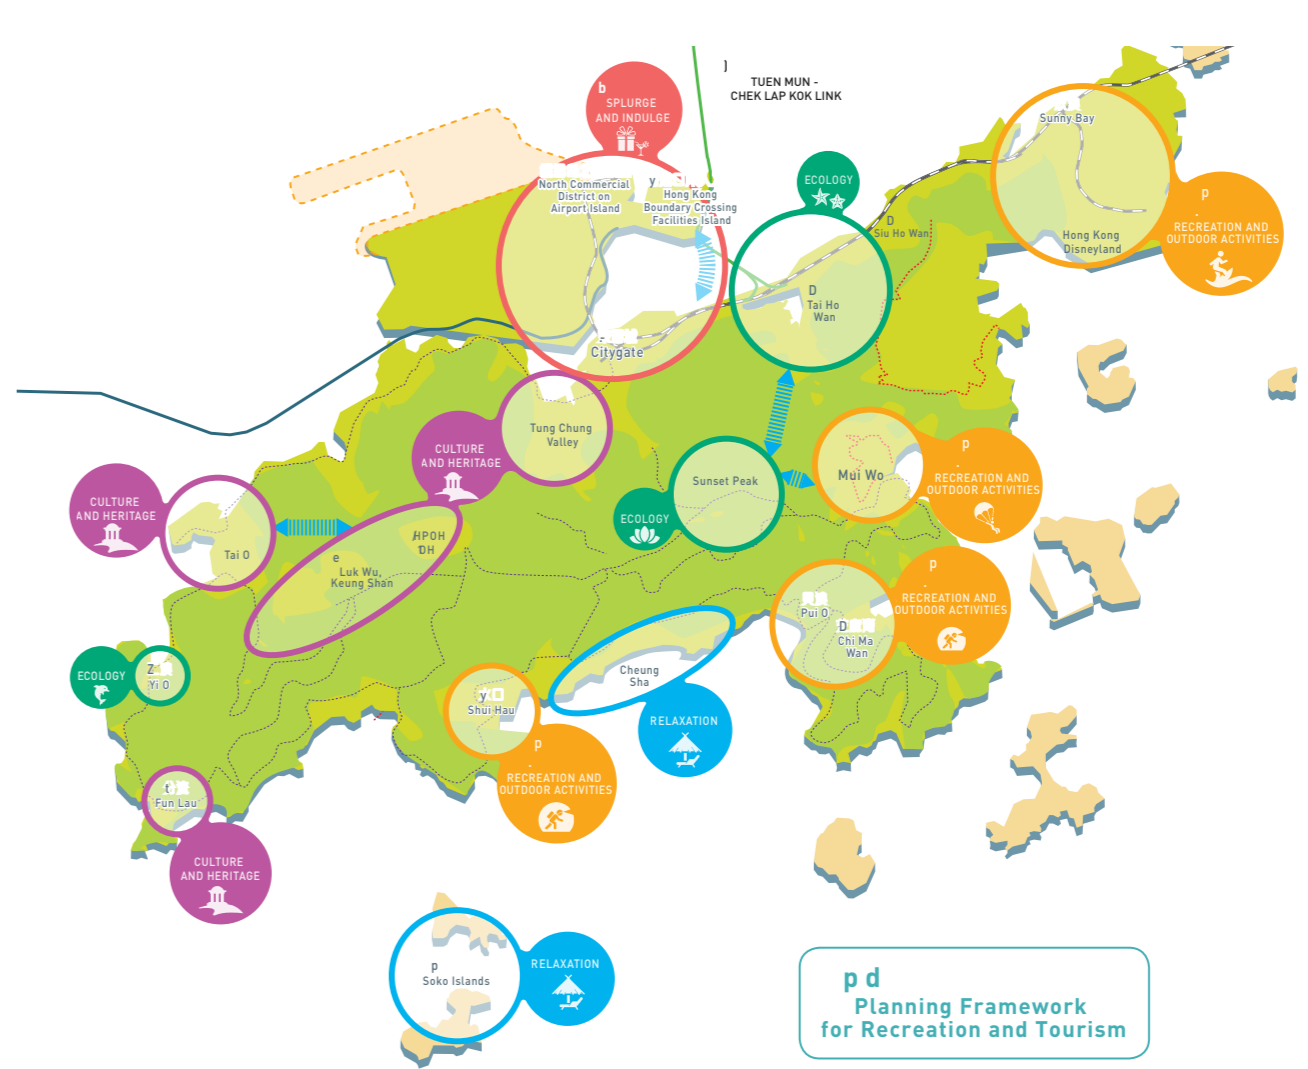 TUEN MUN -
CHEK LAP KOK LINK
b
SPLURGE
AND INDULGE
North Commercial
District on
Airport Island
y
Hong Kong
Boundary Crossing
Facilities Island
ECOLOGY
D
Siu Ho Wan
Sunny Bay
Hong Kong
Disneyland
p
.
RECREATION AND
OUTDOOR ACTIVITIES
D
Tai Ho
Wan
Citygate
Tung Chung
Valley
CULTURE
AND HERITAGE
CULTURE
AND HERITAGE
Tai O
e
Luk Wu,
Keung Shan
Sunset Peak
ECOLOGY
Mui Wo
p
.
RECREATION AND
OUTDOOR ACTIVITIES
Pui O
D
Chi Ma
Wan
p
.
RECREATION AND
OUTDOOR ACTIVITIES
ECOLOGY
Z
Yi O
Cheung
Sha
RELAXATION
y
Shui Hau
p
.
RECREATION AND
OUTDOOR ACTIVITIES
t
Fun Lau
CULTURE
AND HERITAGE
p
Soko Islands
RELAXATION
p d
Planning Framework
for Recreation and Tourism